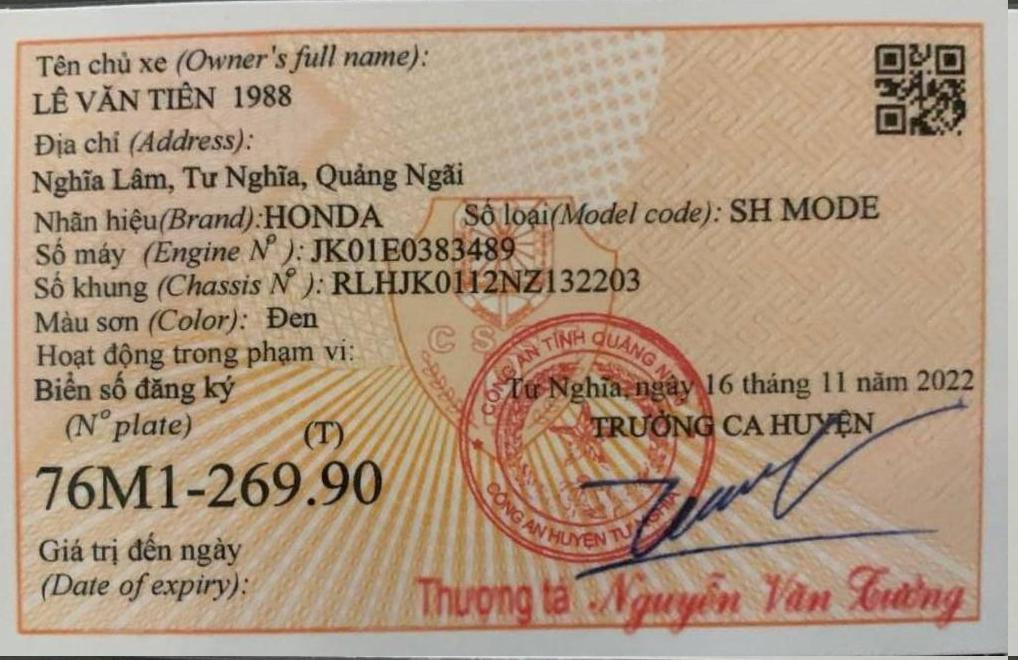 Tên chủ xe (Owner's full name):
LÊ VĂN TIÊN 1988
Địa chỉ (Address):
Nghĩa Lâm, Tư Nghĩa, Quảng Ngãi
Nhãn hiệu(Brand):HONDA Số loại(Model code): SH MODE
Số máy (Engine Nº ): JK01E0383489
Số khung (Chassis Nº ): RLHJK0112NZ132203
Màu sơn (Color): Đen
Hoạt động trong phạm vi:
Biển số đăng ký
(Nº plate)
(T)
76M1-269.90
Giá trị đến ngày
(Date of expiry):
Tư Nghĩa, ngày 16 tháng 11 năm 2022
TRƯỞNG CA HUYỆN
CÔNG AN TỈNH QUẢNG
CÔNG AN HUYỆN TƯ NGHĨA
Thượng tá Nguyễn Văn Tường